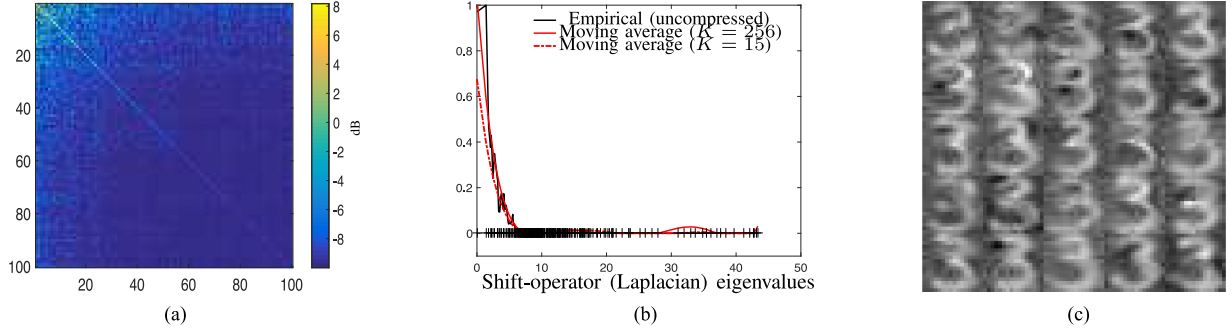 20
40
60
80
100
20 40 60 80 100
8
6
4
2
0
-2
-4
-6
-8
dB
(a)
1
0.8
0.6
0.4
0.2
0
0 10 20 30 40 50
Empirical (uncompressed)
Moving average (K = 256)
Moving average (K = 15)
Shift-operator (Laplacian) eigenvalues
(b)
(c)